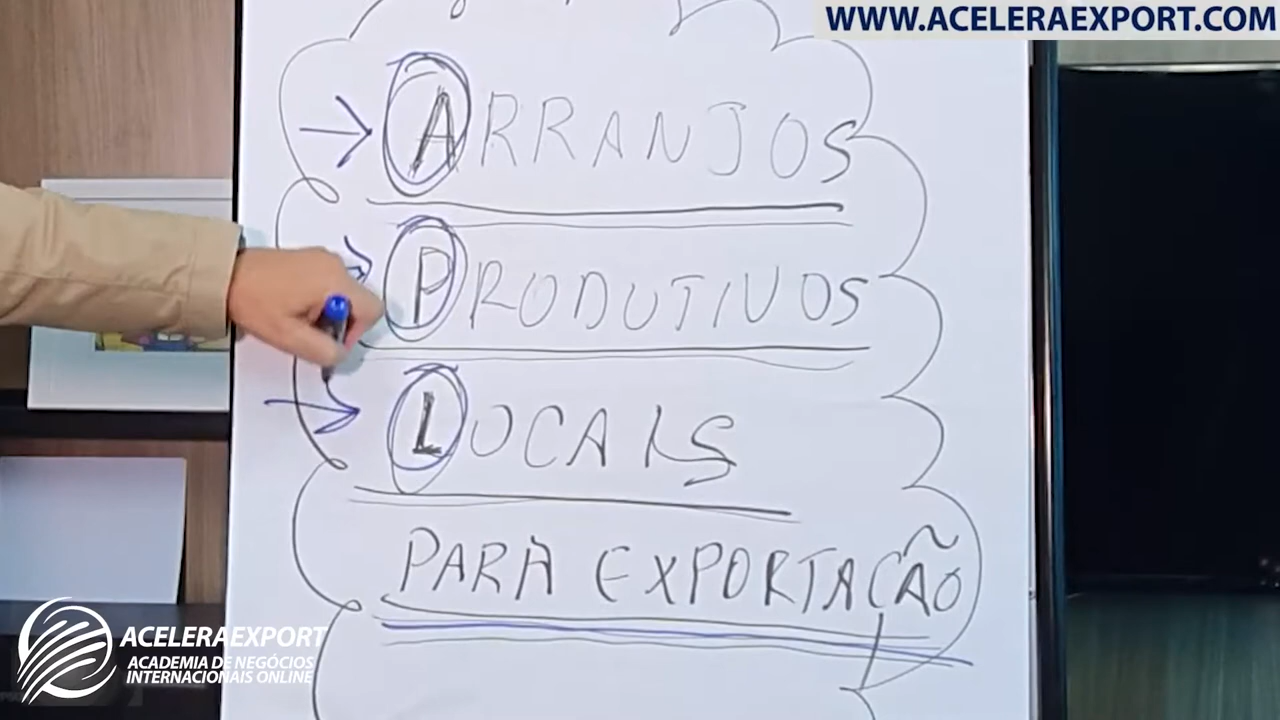 WWW.ACELERAEXPORT.COM
ARRANJOS
PRODUTIVOS
LOCAIS
PARA EXPORTAÇÃO
ACELERAEXPORT
ACADEMIA DE NEGÓCIOS
INTERNACIONAIS ONLINE